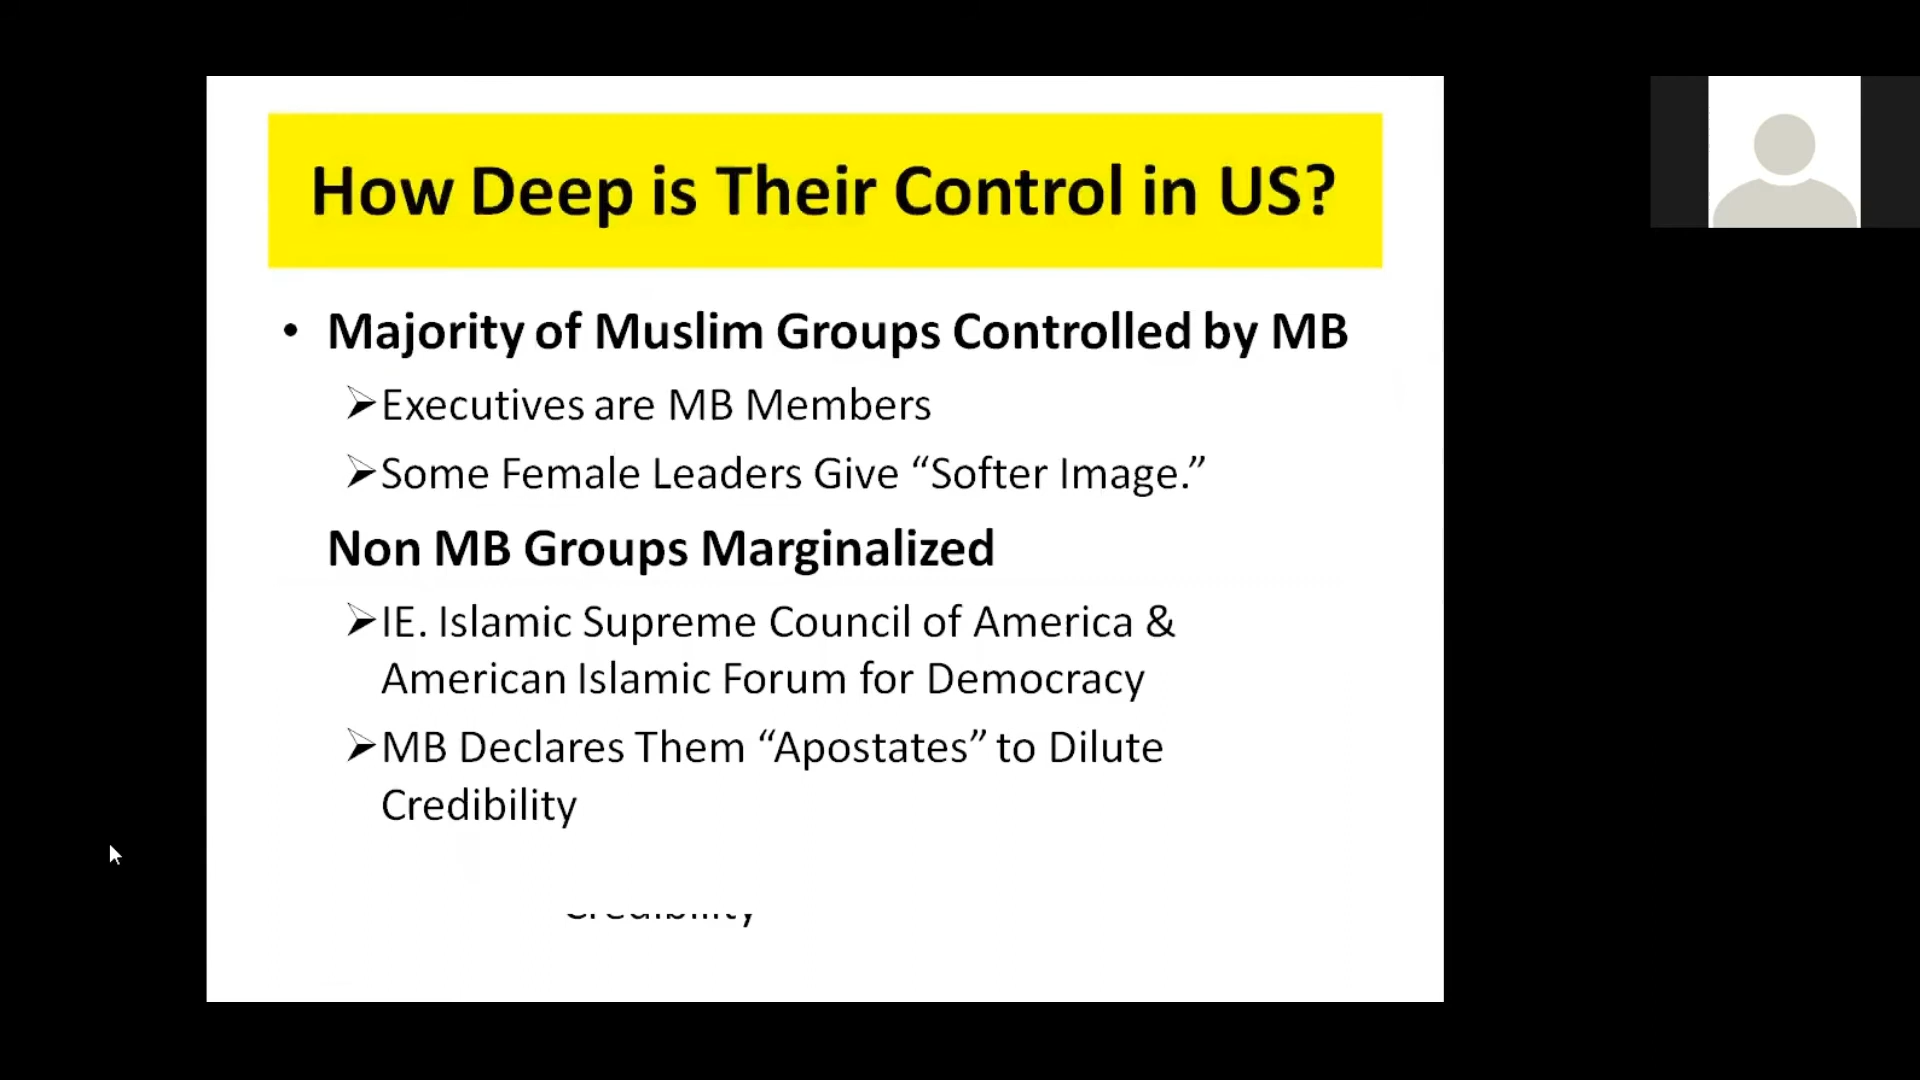 How Deep is Their Control in US?
• Majority of Muslim Groups Controlled by MB
➢Executives are MB Members
➢Some Female Leaders Give “Softer Image.”
Non MB Groups Marginalized
➢IE. Islamic Supreme Council of America &
American Islamic Forum for Democracy
➢MB Declares Them “Apostates” to Dilute
Credibility
Credibility